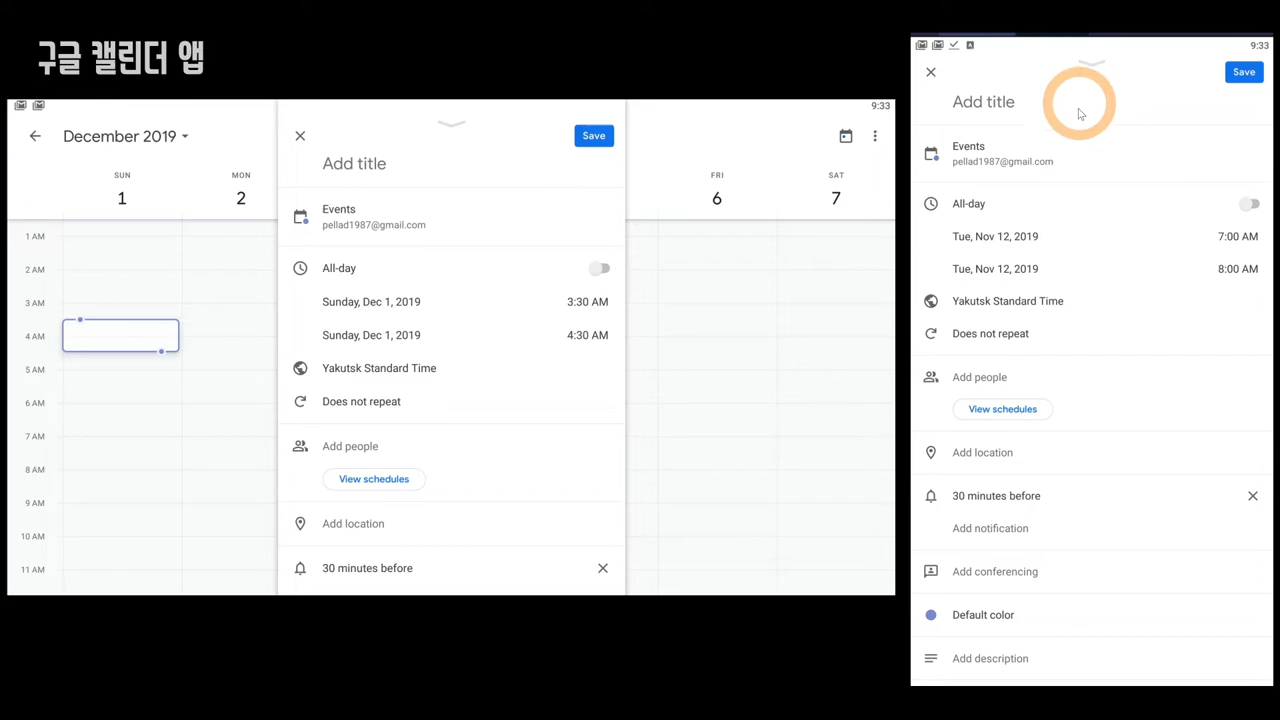 구글 캘린더 앱
9:33
December 2019
Save
Add title
SUN
MON
FRI
SAT
1
2
6
7
Events
pellad1987@gmail.com
All-day
Sunday, Dec 1, 2019 3:30 AM
Sunday, Dec 1, 2019 4:30 AM
Yakutsk Standard Time
Does not repeat
Add people
View schedules
Add location
30 minutes before
1 AM
2 AM
3 AM
4 AM
5 AM
6 AM
7 AM
8 AM
9 AM
10 AM
11 AM
9:33
Save
Add title
Events
pellad1987@gmail.com
All-day
Tue, Nov 12, 2019 7:00 AM
Tue, Nov 12, 2019 8:00 AM
Yakutsk Standard Time
Does not repeat
Add people
View schedules
Add location
30 minutes before
Add notification
Add conferencing
Default color
Add description